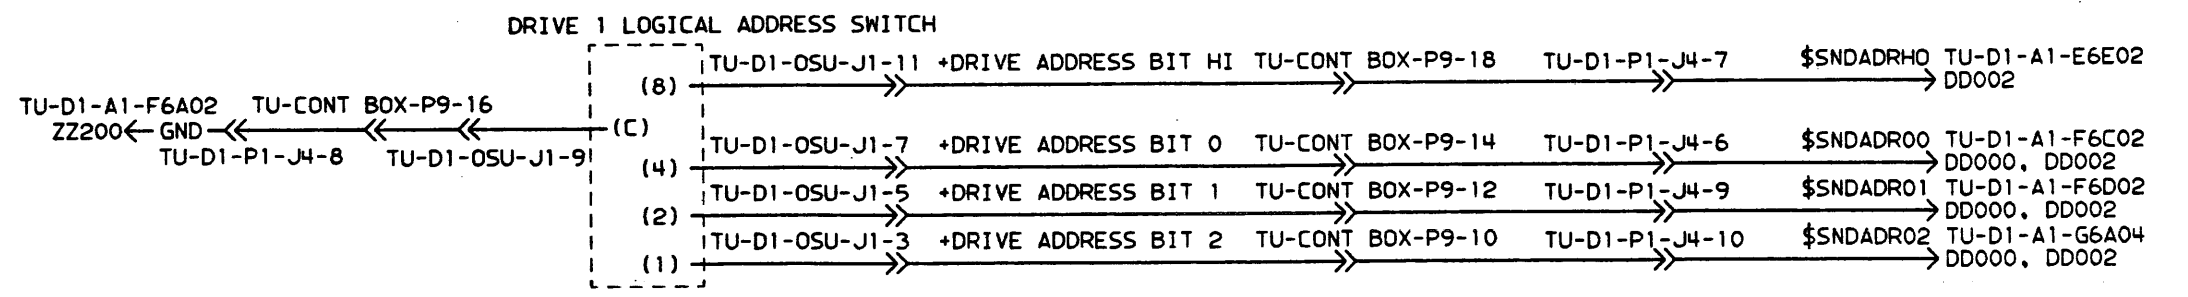 DRIVE 1 LOGICAL ADDRESS SWITCH
TU-D1-OSU-J1-11 +DRIVE ADDRESS BIT HI TU-CONT BOX-P9-18 TU-D1-P1-J4-7 $SNDADRHO TU-D1-A1-E6E02
(8) DD002
TU-D1-A1-F6A02 TU-CONT BOX-P9-16
ZZ200 GND (C)
TU-D1-P1-J4-8 TU-D1-OSU-J1-9
TU-D1-OSU-J1-7 +DRIVE ADDRESS BIT 0 TU-CONT BOX-P9-14 TU-D1-P1-J4-6 $SNDADR00 TU-D1-A1-F6C02
(4) DD000, DD002
TU-D1-OSU-J1-5 +DRIVE ADDRESS BIT 1 TU-CONT BOX-P9-12 TU-D1-P1-J4-9 $SNDADR01 TU-D1-A1-F6D02
(2) DD000, DD002
TU-D1-OSU-J1-3 +DRIVE ADDRESS BIT 2 TU-CONT BOX-P9-10 TU-D1-P1-J4-10 $SNDADR02 TU-D1-A1-G6A04
(1) DD000, DD002